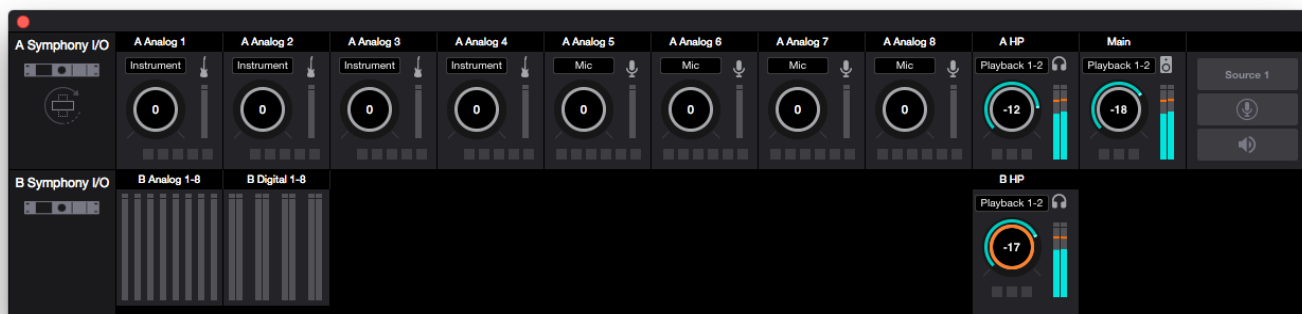 A Symphony I/O
A Analog 1
A Analog 2
A Analog 3
A Analog 4
A Analog 5
A Analog 6
A Analog 7
A Analog 8
A HP
Main
Instrument
Instrument
Instrument
Instrument
Mic
Mic
Mic
Mic
Playback 1-2
Playback 1-2
Source 1
0
0
0
0
0
0
0
0
-12
-18
B Symphony I/O
B Analog 1-8
B Digital 1-8
B HP
Playback 1-2
-17